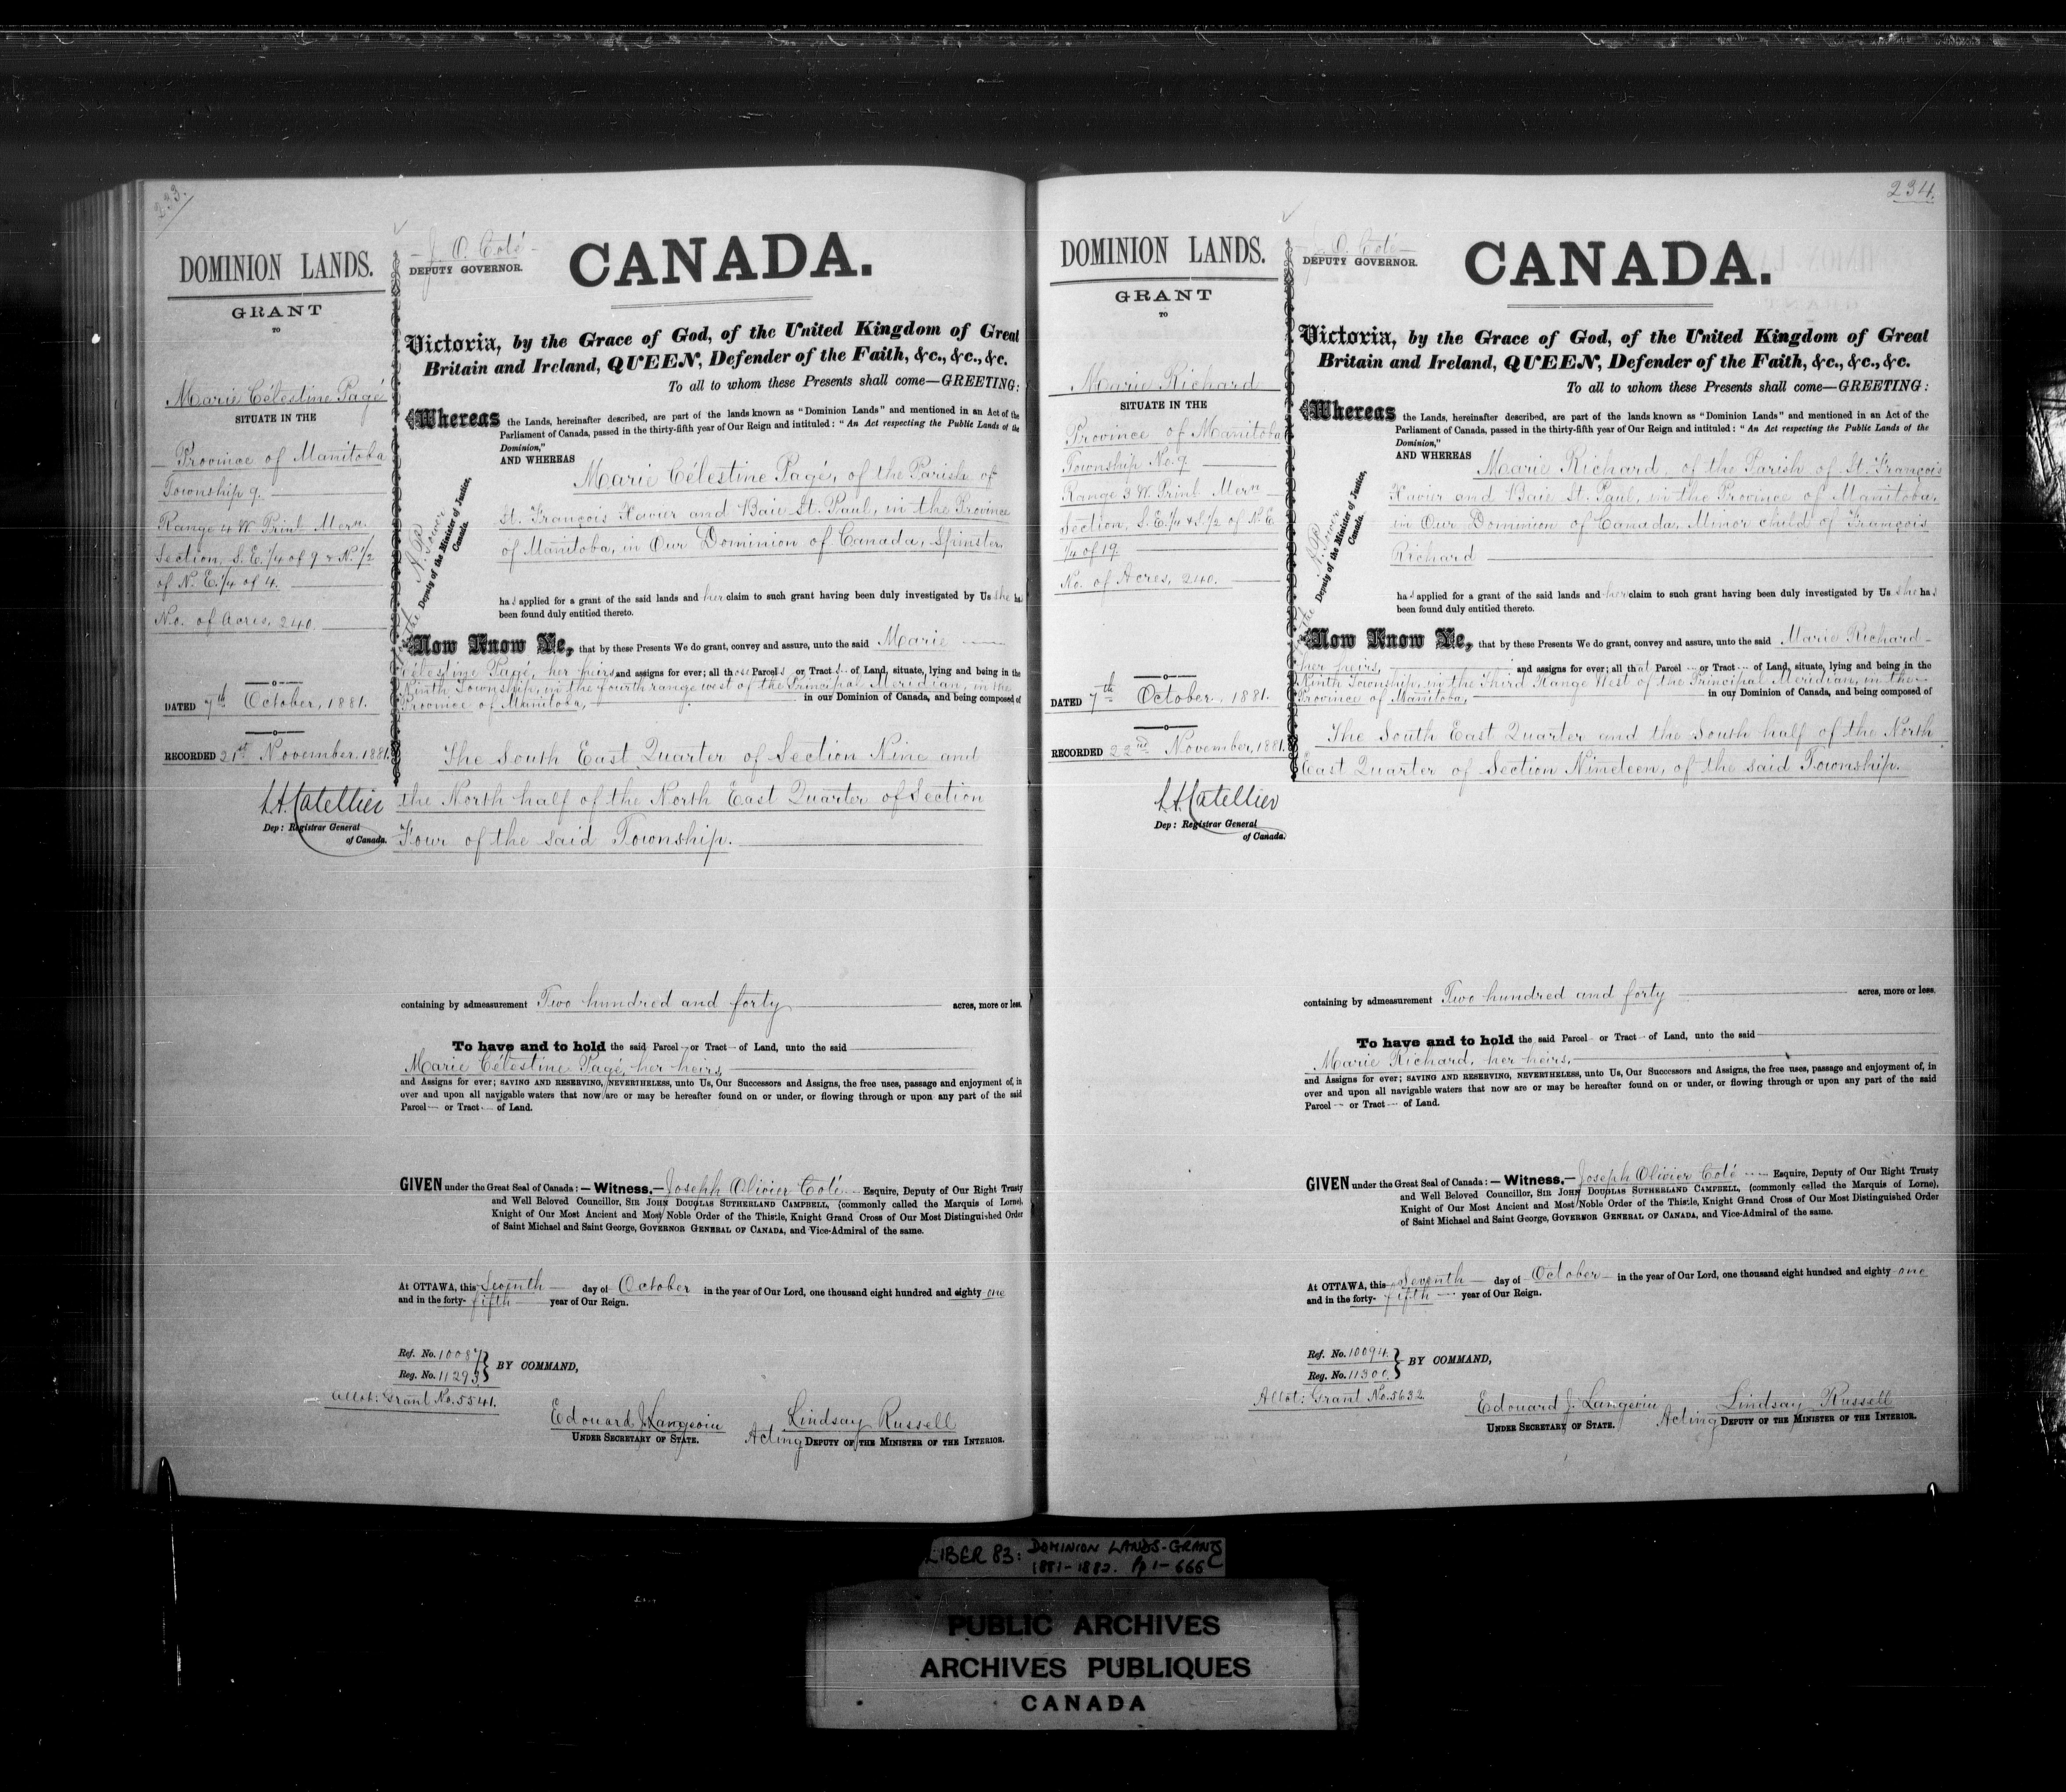 233.
DOMINION LANDS.
GRANT
TO
Marie Célestine Pagé
SITUATE IN THE
Province of Manitoba
Township 9.
Range 4 W. Prinl. Mern.
Section, S. E. 1/4 of 9 & N. 1/2
of N. E. 1/4 of 4.
No. of Acres, 240.
DATED 7th October, 1881.
RECORDED 21st November, 1881.
L.A. Catellier
Dep: Registrar General
of Canada.
J. O. Coté
DEPUTY GOVERNOR.
CANADA.
Victoria, by the Grace of God, of the United Kingdom of Great
Britain and Ireland, QUEEN, Defender of the Faith, &c., &c., &c.
To all to whom these Presents shall come—GREETING:
Whereas the Lands, hereinafter described, are part of the lands known as "Dominion Lands" and mentioned in an Act of the
Parliament of Canada, passed in the thirty-fifth year of Our Reign and intituled: "An Act respecting the Public Lands of the
Dominion,"
AND WHEREAS
Marie Célestine Pagé, of the Parish of
St. François Xavier and Baie St. Paul, in the Province
of Manitoba, in Our Dominion of Canada, Spinster
Deputy of the Minister of Justice,
Canada.
has applied for a grant of the said lands and her claim to such grant having been duly investigated by Us she has
been found duly entitled thereto.
Now Know Ye, that by these Presents We do grant, convey and assure, unto the said Marie
Célestine Pagé, her heirs and assigns for ever; all those Parcels or Tracts of Land, situate, lying and being in the
Ninth Township, in the fourth range west of the Principal Meridian, in the
Province of Manitoba, in our Dominion of Canada, and being composed of
The South East Quarter of Section Nine and
the North half of the North East Quarter of Section
Four of the said Township.
containing by admeasurement Two hundred and forty acres, more or less.
To have and to hold the said Parcel or Tract of Land, unto the said
Marie Célestine Pagé, her heirs,
and Assigns for ever; SAVING AND RESERVING, NEVERTHELESS, unto Us, Our Successors and Assigns, the free uses, passage and enjoyment of, in
over and upon all navigable waters that now are or may be hereafter found on or under, or flowing through or upon any part of the said
Parcel or Tract of Land.
GIVEN under the Great Seal of Canada:—Witness,—Joseph Olivier Coté Esquire, Deputy of Our Right Trusty
and Well Beloved Councillor, SIR JOHN DOUGLAS SUTHERLAND CAMPBELL, (commonly called the Marquis of Lorne),
Knight of Our Most Ancient and Most Noble Order of the Thistle, Knight Grand Cross of Our Most Distinguished Order
of Saint Michael and Saint George, GOVERNOR GENERAL OF CANADA, and Vice-Admiral of the same.
At OTTAWA, this Seventh day of October in the year of Our Lord, one thousand eight hundred and eighty one
and in the forty-fifth year of Our Reign.
Ref. No. 10087
Reg. No. 11293 } BY COMMAND,
Allot: Grant No. 5541.
Edouard J. Langevin
UNDER SECRETARY OF STATE.
Lindsay Russell
Acting DEPUTY OF THE MINISTER OF THE INTERIOR.
234.
DOMINION LANDS.
GRANT
TO
Marie Richard
SITUATE IN THE
Province of Manitoba
Township No. 9
Range 3 W. Prinl. Mern
Section, S.E. 1/4 & S. 1/2 of N.E.
1/4 of 19.
No. of Acres, 240.
DATED 7th October, 1881.
RECORDED 22nd November, 1881.
L.A. Catellier
Dep: Registrar General
of Canada.
J. O. Coté
DEPUTY GOVERNOR.
CANADA.
Victoria, by the Grace of God, of the United Kingdom of Great
Britain and Ireland, QUEEN, Defender of the Faith, &c., &c., &c.
To all to whom these Presents shall come—GREETING:
Whereas the Lands, hereinafter described, are part of the lands known as "Dominion Lands" and mentioned in an Act of the
Parliament of Canada, passed in the thirty-fifth year of Our Reign and intituled: "An Act respecting the Public Lands of the
Dominion,"
AND WHEREAS Marie Richard, of the Parish of St. François
Xavier and Baie St. Paul, in the Province of Manitoba,
in Our Dominion of Canada, Minor child of François
Richard
Deputy of the Minister of Justice,
Canada.
has applied for a grant of the said lands and her claim to such grant having been duly investigated by Us she has
been found duly entitled thereto.
Now Know Ye, that by these Presents We do grant, convey and assure, unto the said Marie Richard
her heirs, and assigns for ever; all that Parcel or Tract of Land, situate, lying and being in the
Ninth Township, in the Third Range West of the Principal Meridian, in the
Province of Manitoba, in our Dominion of Canada, and being composed of
The South East Quarter and the South half of the North
East Quarter of Section Nineteen, of the said Township.
containing by admeasurement Two hundred and forty acres, more or less.
To have and to hold the said Parcel or Tract of Land, unto the said
Marie Richard, her heirs,
and Assigns for ever; SAVING AND RESERVING, NEVERTHELESS, unto Us, Our Successors and Assigns, the free uses, passage and enjoyment of, in
over and upon all navigable waters that now are or may be hereafter found on or under, or flowing through or upon any part of the said
Parcel or Tract of Land.
GIVEN under the Great Seal of Canada:—Witness,—Joseph Olivier Coté Esquire, Deputy of Our Right Trusty
and Well Beloved Councillor, SIR JOHN DOUGLAS SUTHERLAND CAMPBELL, (commonly called the Marquis of Lorne),
Knight of Our Most Ancient and Most Noble Order of the Thistle, Knight Grand Cross of Our Most Distinguished Order
of Saint Michael and Saint George, GOVERNOR GENERAL OF CANADA, and Vice-Admiral of the same.
At OTTAWA, this Seventh day of October in the year of Our Lord, one thousand eight hundred and eighty one
and in the forty-fifth year of Our Reign.
Ref. No. 10094
Reg. No. 11300 } BY COMMAND,
Allot: Grant No. 5632.
Edouard J. Langevin
UNDER SECRETARY OF STATE.
Lindsay Russell
Acting DEPUTY OF THE MINISTER OF THE INTERIOR.
LIBER 83: DOMINION LANDS-GRANTS
1881-1882. Pp 1-666
PUBLIC ARCHIVES
ARCHIVES PUBLIQUES
CANADA